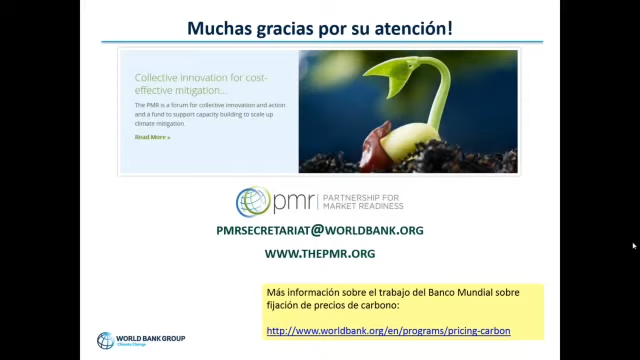 Muchas gracias por su atención!
Collective innovation for cost-
effective mitigation...
The PMR is a forum for collective innovation and action
and a fund to support capacity building to scale up
climate mitigation.
Read More »
pmr PARTNERSHIP FOR
MARKET READINESS
PMRSECRETARIAT@WORLDBANK.ORG
WWW.THEPMR.ORG
Más información sobre el trabajo del Banco Mundial sobre
fijación de precios de carbono:
http://www.worldbank.org/en/programs/pricing-carbon
WORLD BANK GROUP
Climate Change